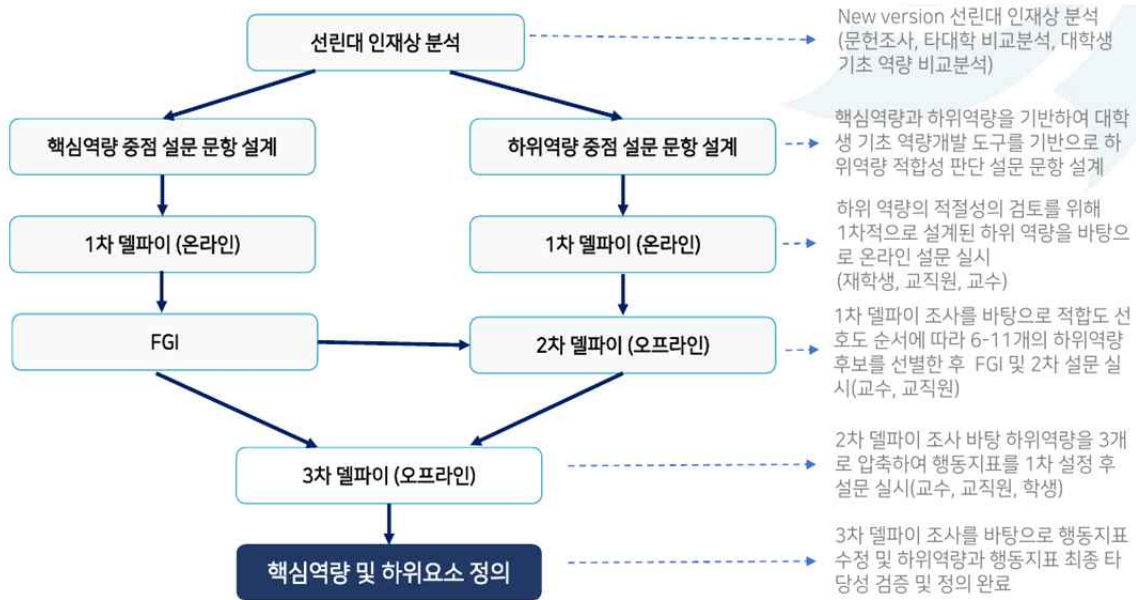 선린대 인재상 분석
New version 선린대 인재상 분석
(문헌조사, 타대학 비교분석, 대학생
기초 역량 비교분석)
핵심역량 중점 설문 문항 설계
하위역량 중점 설문 문항 설계
핵심역량과 하위역량을 기반하여 대학
생 기초 역량개발 도구를 기반으로 하
위역량 적합성 판단 설문 문항 설계
1차 델파이 (온라인)
1차 델파이 (온라인)
하위 역량의 적절성의 검토를 위해
1차적으로 설계된 하위 역량을 바탕으
로 온라인 설문 실시
(재학생, 교직원, 교수)
FGI
2차 델파이 (오프라인)
1차 델파이 조사를 바탕으로 적합도 선
호도 순서에 따라 6-11개의 하위역량
후보를 선별한 후 FGI 및 2차 설문 실
시(교수, 교직원)
3차 델파이 (오프라인)
2차 델파이 조사 바탕 하위역량을 3개
로 압축하여 행동지표를 1차 설정 후
설문 실시(교수, 교직원, 학생)
핵심역량 및 하위요소 정의
3차 델파이 조사를 바탕으로 행동지표
수정 및 하위역량과 행동지표 최종 타
당성 검증 및 정의 완료